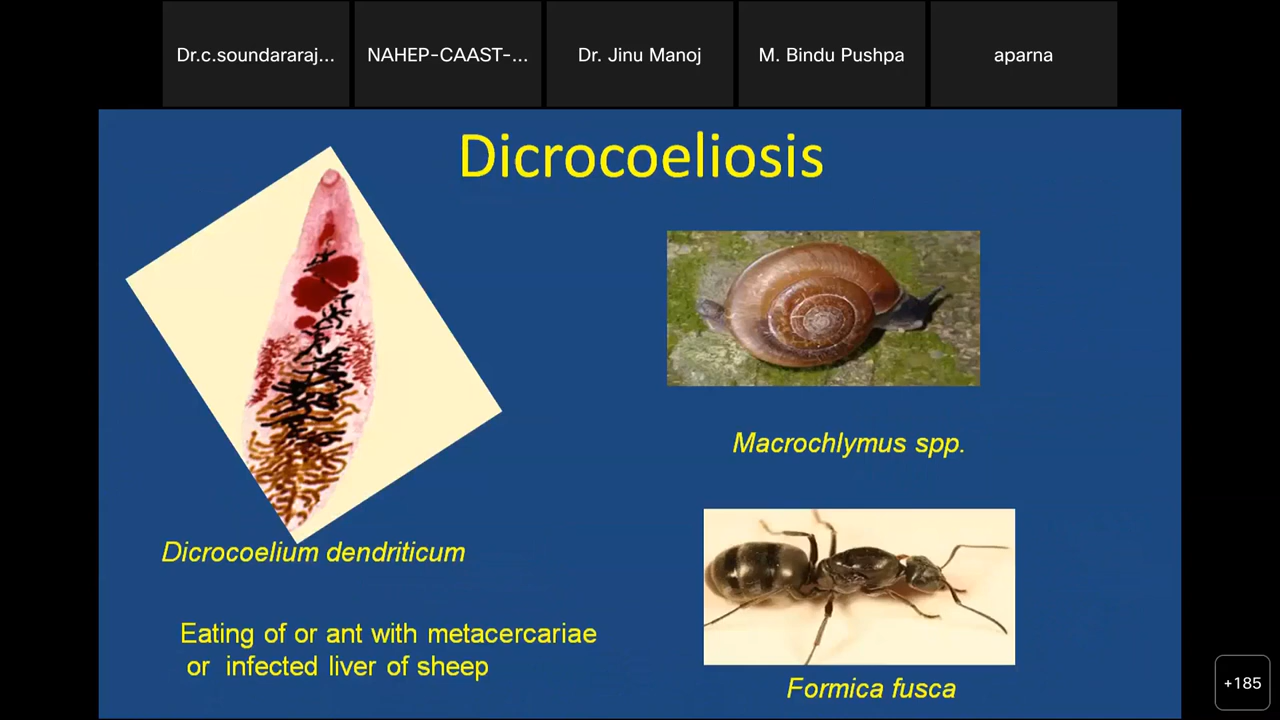 Dr.c.soundararaj...
NAHEP-CAAST-...
Dr. Jinu Manoj
M. Bindu Pushpa
aparna
Dicrocoeliosis
Macrochlymus spp.
Dicrocoelium dendriticum
Eating of or ant with metacercariae
or infected liver of sheep
Formica fusca
+185